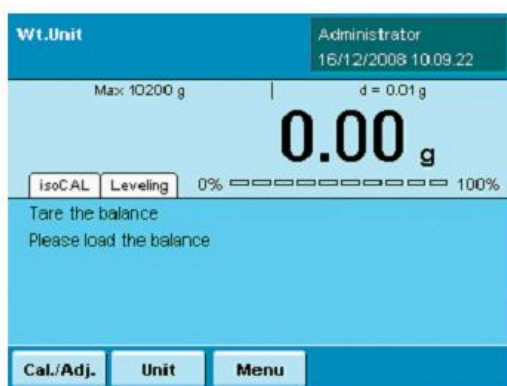 Wt.Unit
Administrator
16/12/2008 10.09.22
Max 10200 g
d = 0.01 g
0.00 g
isoCAL Leveling 0% 100%
Tare the balance
Please load the balance
Cal./Adj. Unit Menu